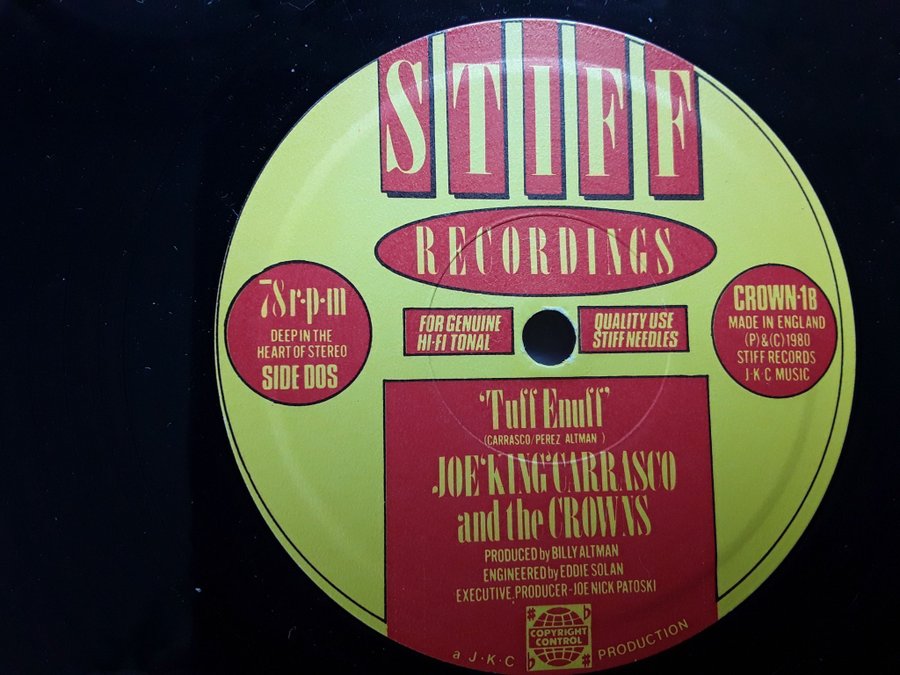 STIFF
RECORDINGS
78 r·p·m
DEEP IN THE
HEART OF STEREO
SIDE DOS
FOR GENUINE
HI-FI TONAL
QUALITY USE
STIFF NEEDLES
CROWN-1B
MADE IN ENGLAND
(P)&(C)1980
STIFF RECORDS
J·K·C MUSIC
'Tuff Enuff'
(CARRASCO/PEREZ ALTMAN)
JOE 'KING' CARRASCO
and the CROWNS
PRODUCED by BILLY ALTMAN
ENGINEERED by EDDIE SOLAN
EXECUTIVE PRODUCER-JOE NICK PATOSKI
COPYRIGHT
CONTROL
a J·K·C PRODUCTION